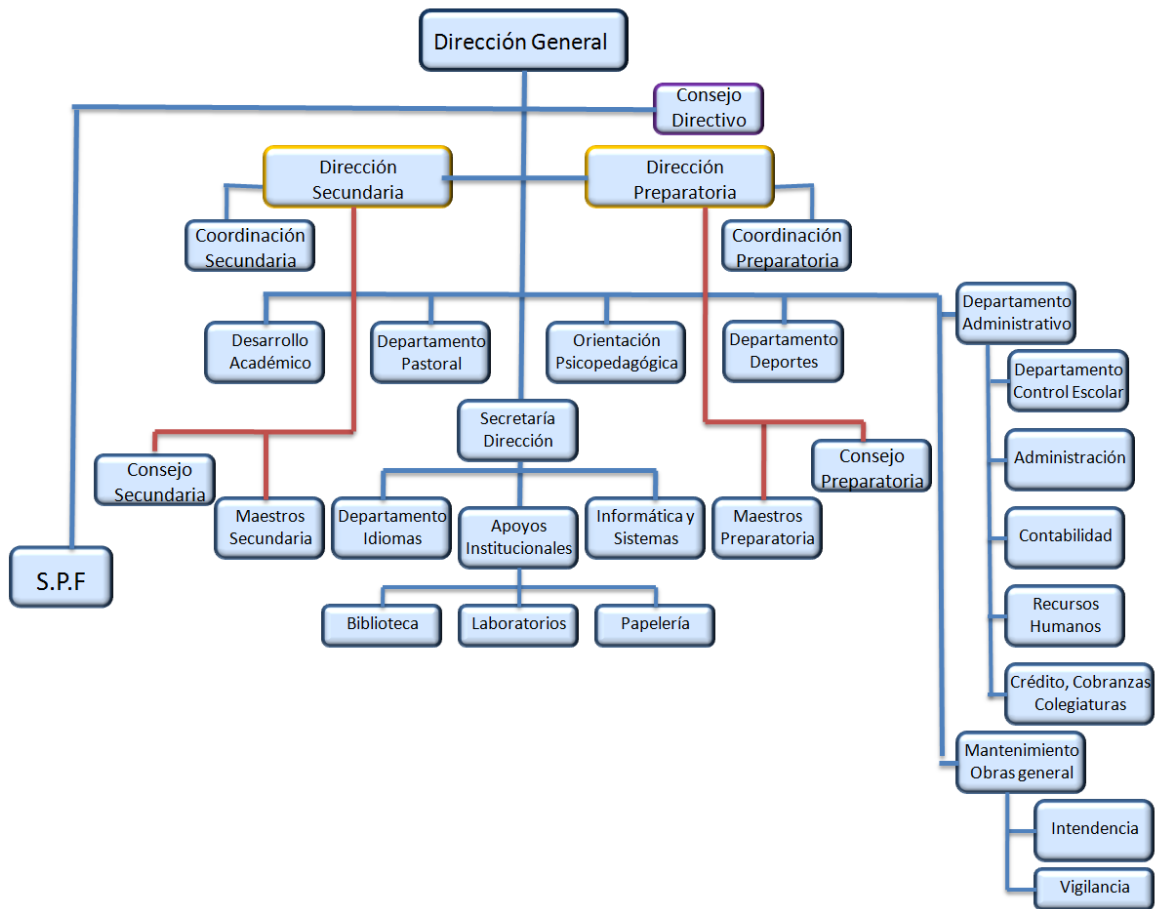 Dirección General
Consejo
Directivo
Dirección
Secundaria
Dirección
Preparatoria
Coordinación
Secundaria
Coordinación
Preparatoria
Desarrollo
Académico
Departamento
Pastoral
Orientación
Psicopedagógica
Departamento
Deportes
Departamento
Administrativo
Departamento
Control Escolar
Secretaría
Dirección
Administración
Consejo
Secundaria
Consejo
Preparatoria
Maestros
Secundaria
Departamento
Idiomas
Apoyos
Institucionales
Informática y
Sistemas
Maestros
Preparatoria
Contabilidad
S.P.F
Biblioteca
Laboratorios
Papelería
Recursos
Humanos
Crédito, Cobranzas
Colegiaturas
Mantenimiento
Obras general
Intendencia
Vigilancia